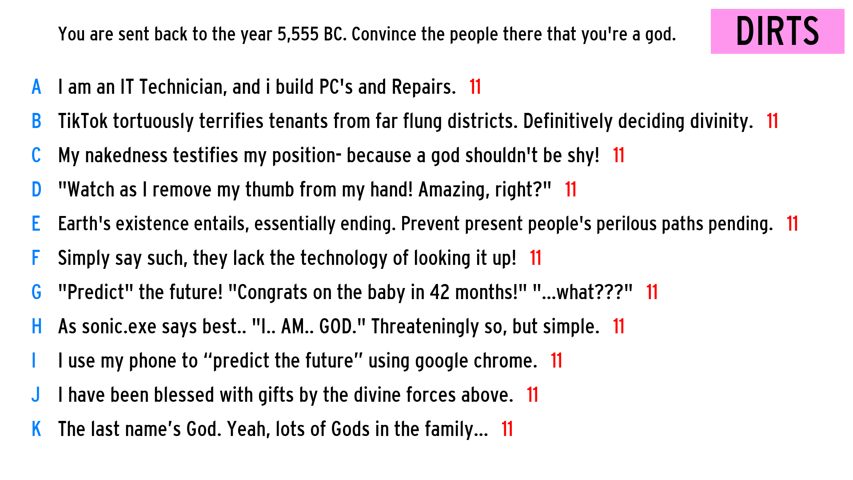 You are sent back to the year 5,555 BC. Convince the people there that you're a god.
DIRTS
A I am an IT Technician, and i build PC's and Repairs. 11
B TikTok tortuously terrifies tenants from far flung districts. Definitively deciding divinity. 11
C My nakedness testifies my position- because a god shouldn't be shy! 11
D "Watch as I remove my thumb from my hand! Amazing, right?" 11
E Earth's existence entails, essentially ending. Prevent present people's perilous paths pending. 11
F Simply say such, they lack the technology of looking it up! 11
G "Predict" the future! "Congrats on the baby in 42 months!" "...what???" 11
H As sonic.exe says best.. "I.. AM.. GOD." Threateningly so, but simple. 11
I I use my phone to “predict the future” using google chrome. 11
J I have been blessed with gifts by the divine forces above. 11
K The last name’s God. Yeah, lots of Gods in the family... 11